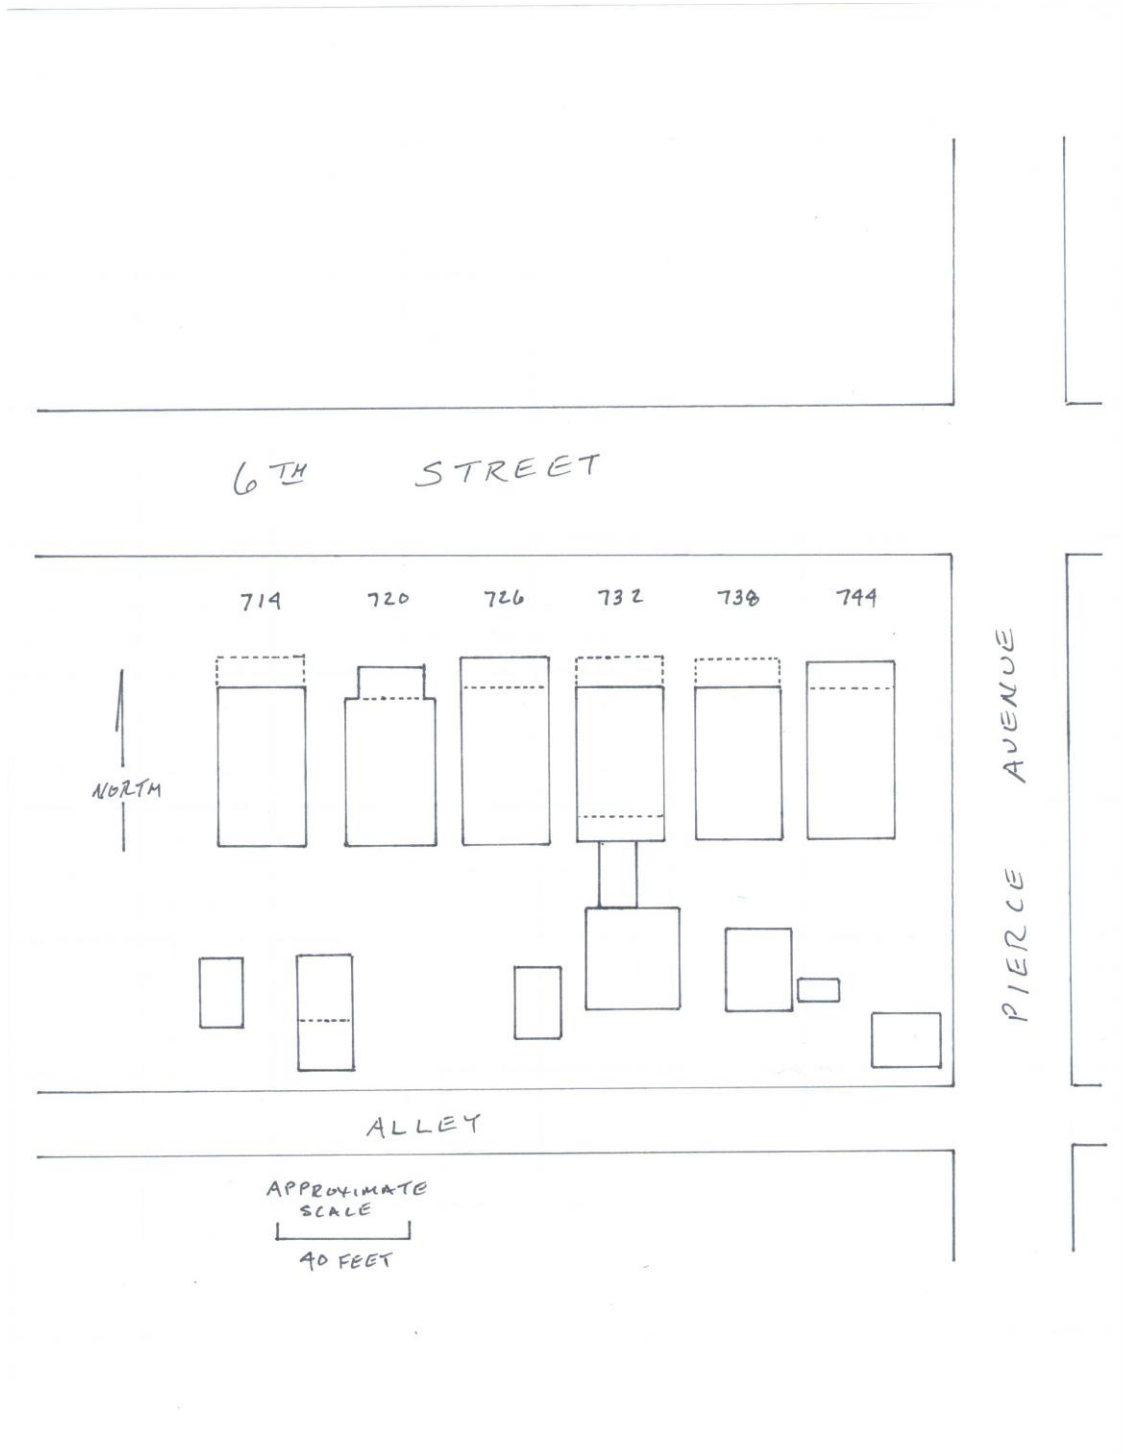 6TH STREET
714 720 726 732 738 744
NORTH
PIERCE AVENUE
ALLEY
APPROXIMATE
SCALE
40 FEET